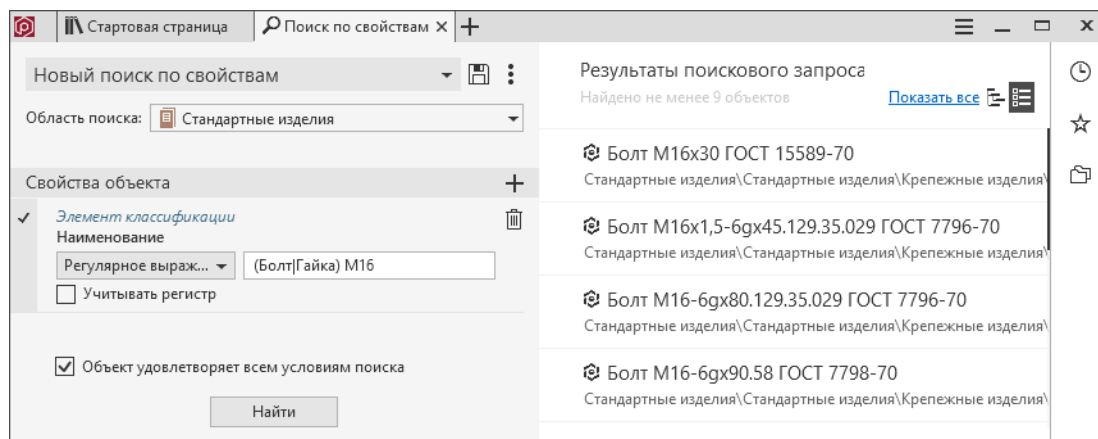 Стартовая страница
Поиск по свойствам
Новый поиск по свойствам
Область поиска:
Стандартные изделия
Свойства объекта
Элемент классификации
Наименование
Регулярное выраж...
(Болт|Гайка) М16
Учитывать регистр
Объект удовлетворяет всем условиям поиска
Найти
Результаты поискового запроса
Найдено не менее 9 объектов
Показать все
Болт М16х30 ГОСТ 15589-70
Стандартные изделия\Стандартные изделия\Крепежные изделия\
Болт М16х1,5-6gx45.129.35.029 ГОСТ 7796-70
Стандартные изделия\Стандартные изделия\Крепежные изделия\
Болт М16-6gx80.129.35.029 ГОСТ 7796-70
Стандартные изделия\Стандартные изделия\Крепежные изделия\
Болт М16-6gx90.58 ГОСТ 7798-70
Стандартные изделия\Стандартные изделия\Крепежные изделия\